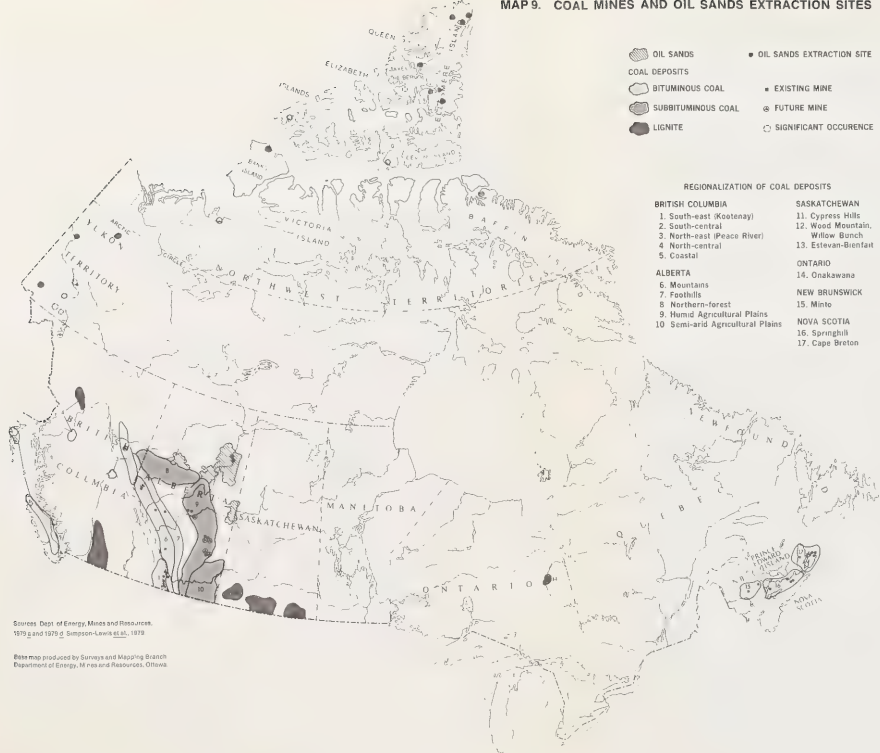 MAP 9. COAL MINES AND OIL SANDS EXTRACTION SITES
OIL SANDS
OIL SANDS EXTRACTION SITE
COAL DEPOSITS
BITUMINOUS COAL
EXISTING MINE
SUBBITUMINOUS COAL
FUTURE MINE
LIGNITE
SIGNIFICANT OCCURENCE
REGIONALIZATION OF COAL DEPOSITS
BRITISH COLUMBIA
1. South-east (Kootenay)
2. South-central
3. North-east (Peace River)
4 North-central
5. Coastal
ALBERTA
6. Mountains
7. Foothills
8 Northern-forest
9. Humid Agricultural Plains
10 Semi-arid Agricultural Plains
SASKATCHEWAN
11. Cypress Hills
12. Wood Mountain,
Willow Bunch
13. Estevan-Bienfait
ONTARIO
14. Onakawana
NEW BRUNSWICK
15. Minto
NOVA SCOTIA
16. Springhill
17. Cape Breton
QUEEN
ELIZABETH
ISLANDS
ISLAND
VICTORIA
ISLAND
BAFFIN
YUKON
TERRITORY
ARCTIC
CIRCLE
NORTHWEST TERRITORIES
BRITISH
COLUMBIA
SASKATCHEWAN
MANITOBA
ONTARIO
QUEBEC
PRINCE
EDWARD
ISLAND
NOVA
SCOTIA
Sources: Dept. of Energy, Mines and Resources,
1979 a and 1979 d. Simpson-Lewis et al., 1979
Base map produced by Surveys and Mapping Branch
Department of Energy, Mines and Resources, Ottawa.